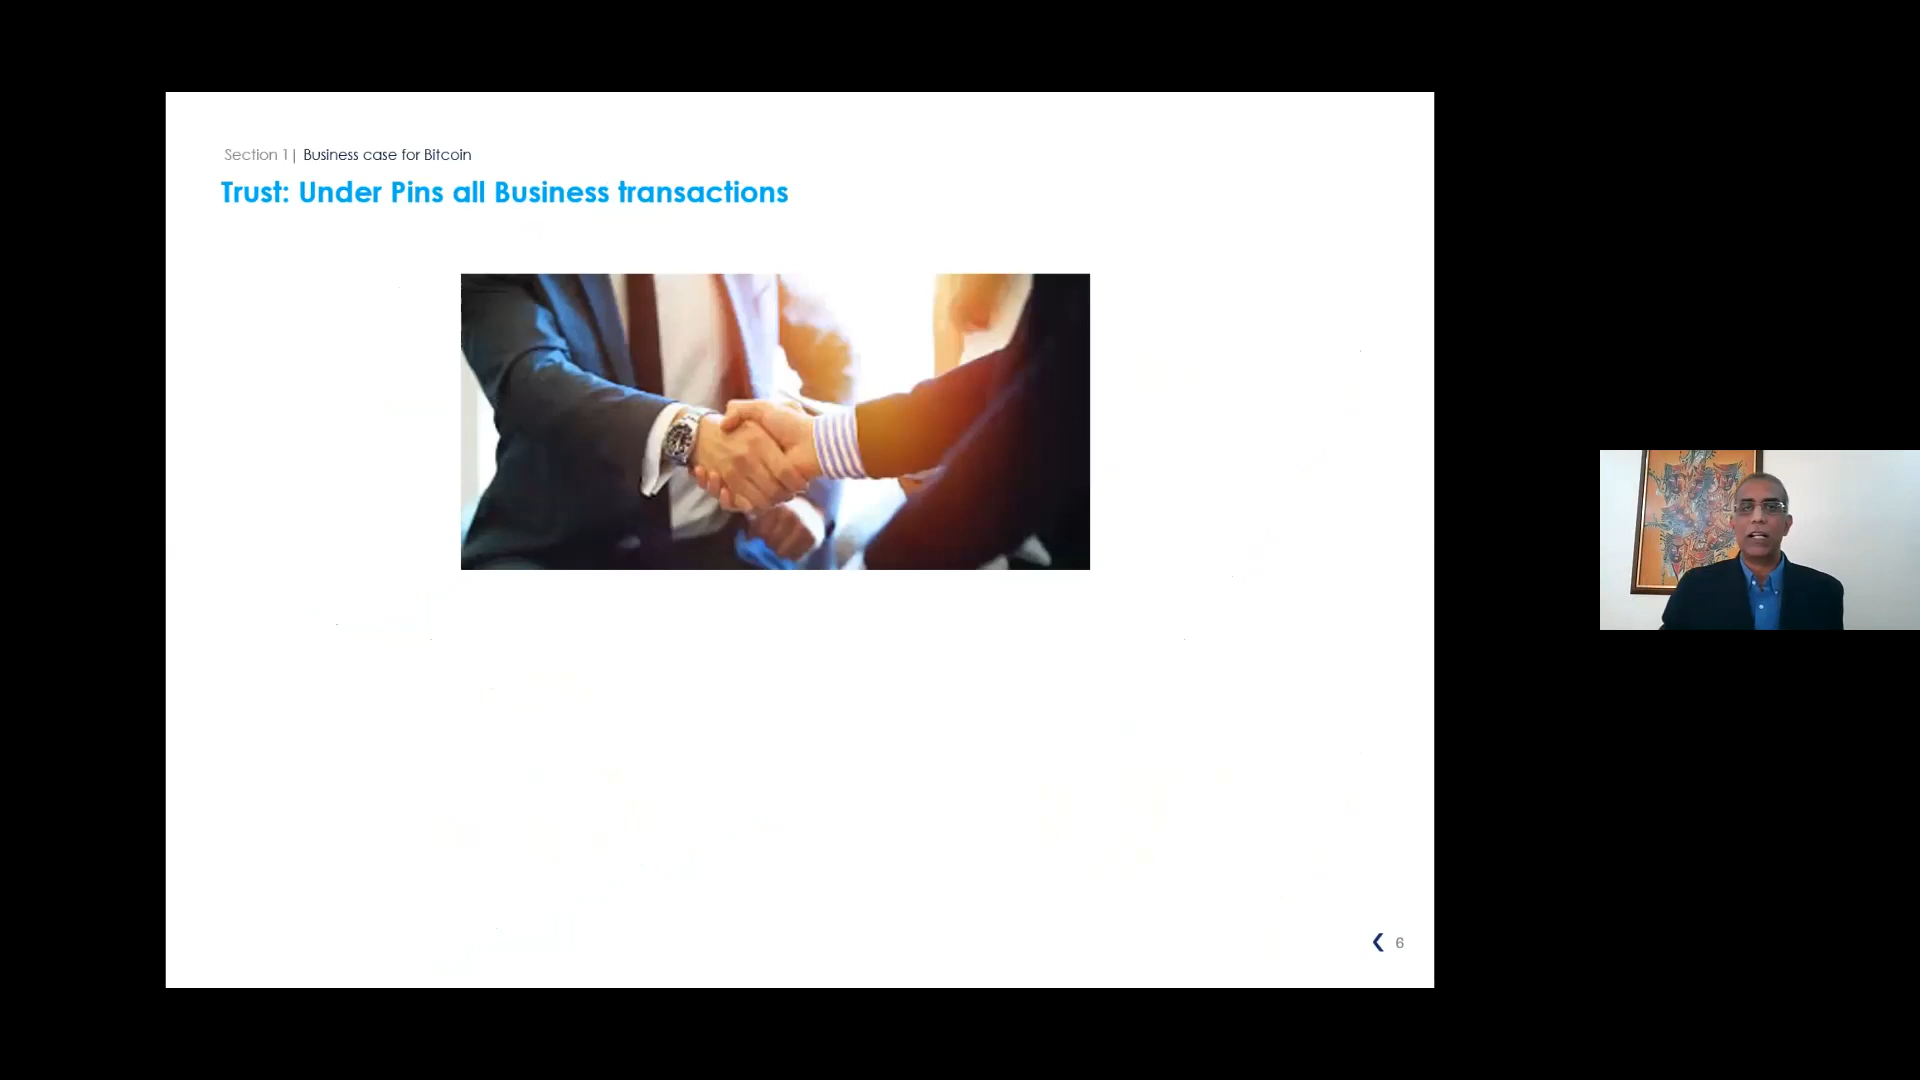 Section 1| Business case for Bitcoin
Trust: Under Pins all Business transactions
6